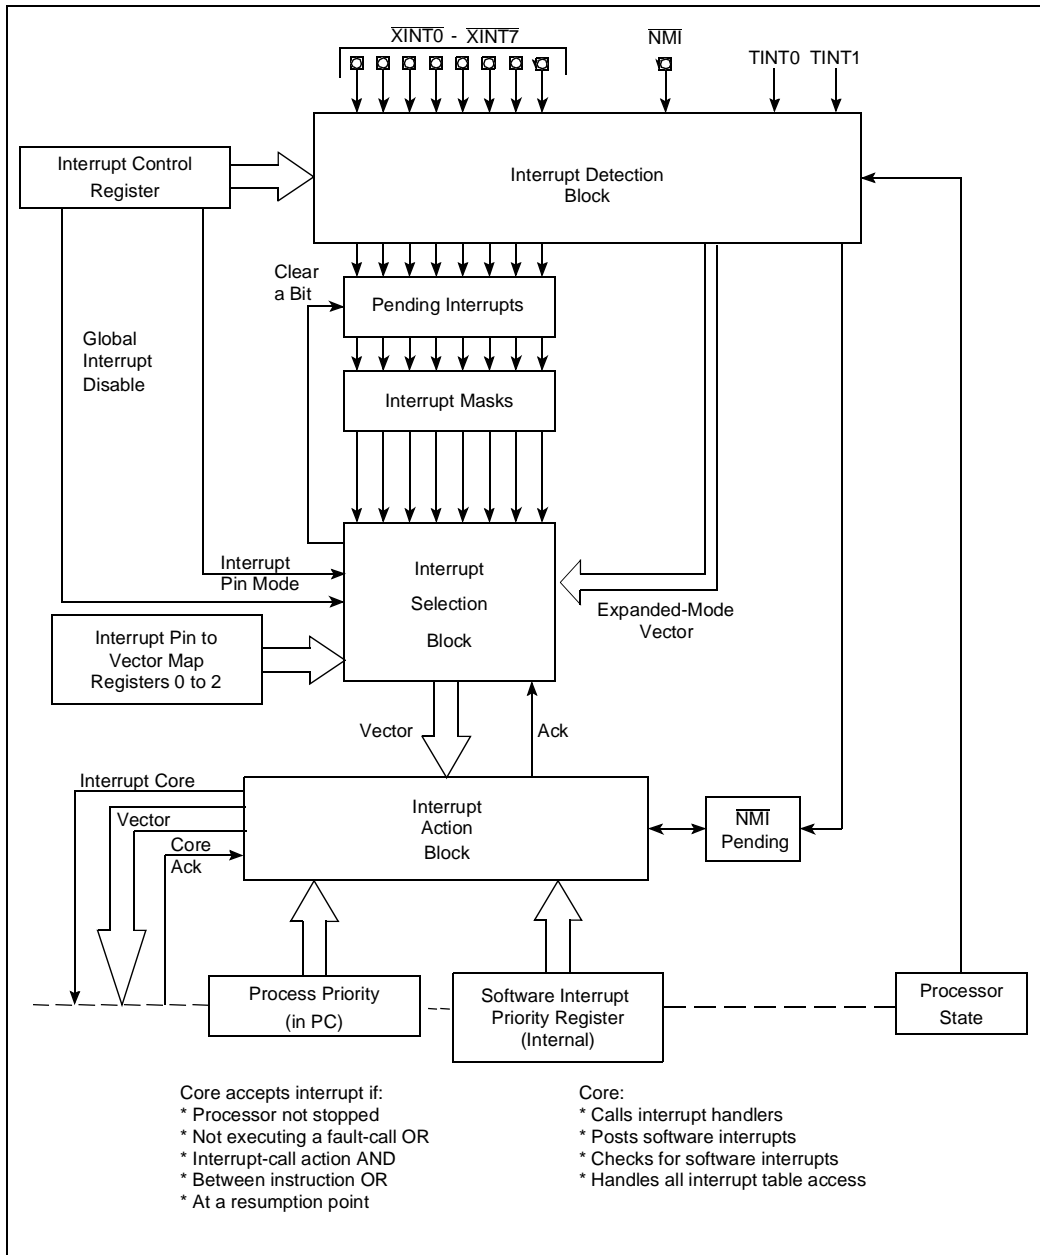 XINT0 - XINT7
NMI
TINT0 TINT1
Interrupt Control
Register
Interrupt Detection
Block
Clear
a Bit
Pending Interrupts
Global
Interrupt
Disable
Interrupt Masks
Interrupt
Pin Mode
Interrupt
Selection
Block
Expanded-Mode
Vector
Interrupt Pin to
Vector Map
Registers 0 to 2
Vector
Ack
Interrupt Core
Vector
Core
Ack
Interrupt
Action
Block
NMI
Pending
Process Priority
(in PC)
Software Interrupt
Priority Register
(Internal)
Processor
State
Core accepts interrupt if:
* Processor not stopped
* Not executing a fault-call OR
* Interrupt-call action AND
* Between instruction OR
* At a resumption point
Core:
* Calls interrupt handlers
* Posts software interrupts
* Checks for software interrupts
* Handles all interrupt table access